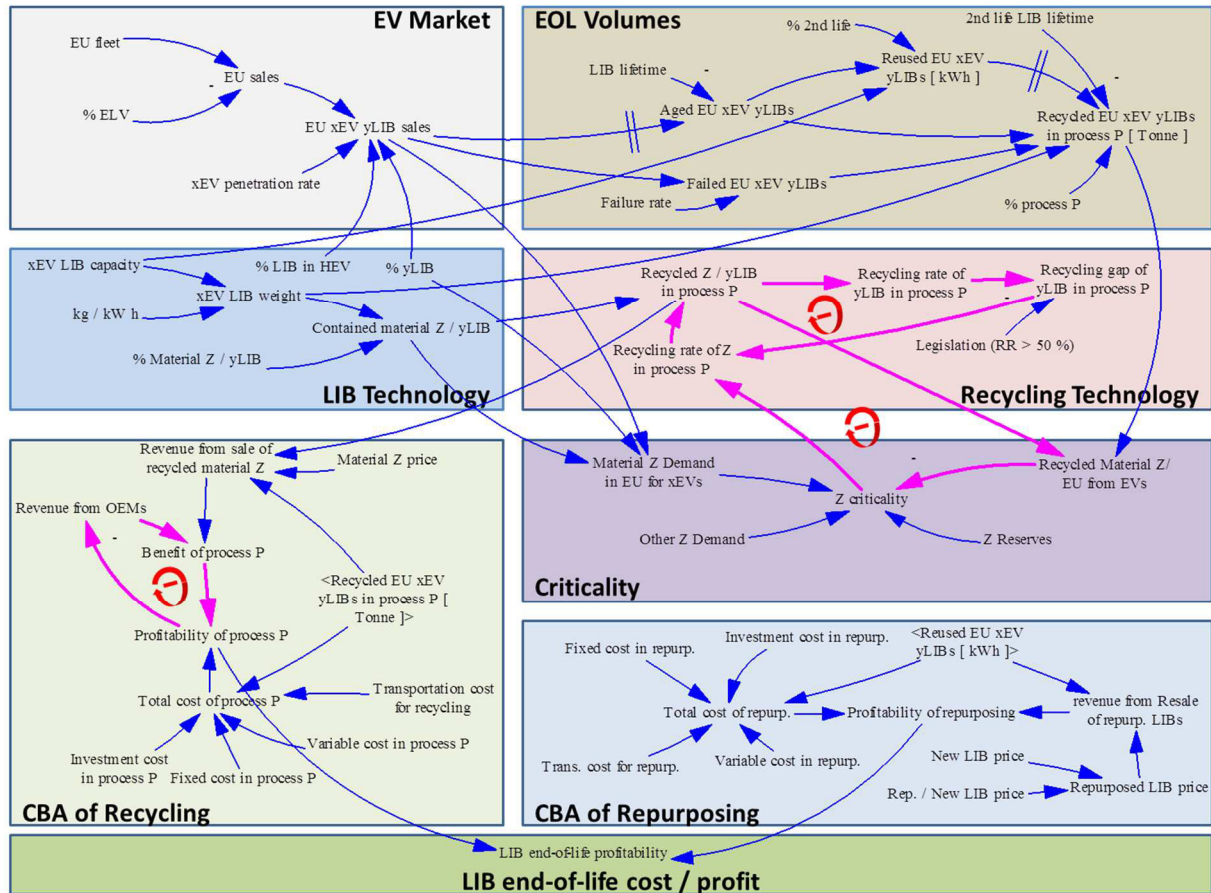 EV Market
EU fleet
EU sales
-
% ELV
EU xEV yLIB sales
xEV penetration rate
EOL Volumes
% 2nd life
2nd life LIB lifetime
LIB lifetime
-
Reused EU xEV
yLIBs [ kWh ]
-
Aged EU xEV yLIBs
Recycled EU xEV yLIBs
in process P [ Tonne ]
Failed EU xEV yLIBs
Failure rate
% process P
xEV LIB capacity
% LIB in HEV
% yLIB
xEV LIB weight
kg / kW h
Contained material Z / yLIB
% Material Z / yLIB
LIB Technology
Recycled Z / yLIB
in process P
Recycling rate of
yLIB in process P
Recycling gap of
yLIB in process P
-
-
Recycling rate of Z
in process P
Legislation (RR > 50 %)
Recycling Technology
-
Revenue from sale of
recycled material Z
Material Z price
Revenue from OEMs
-
Benefit of process P
-
<Recycled EU xEV
yLIBs in process P [
Tonne ]>
Profitability of process P
Total cost of process P
Transportation cost
for recycling
Variable cost in process P
Investment cost
in process P
Fixed cost in process P
CBA of Recycling
Material Z Demand
in EU for xEVs
-
Recycled Material Z/
EU from EVs
Z criticality
Other Z Demand
Z Reserves
Criticality
Fixed cost in repurp.
Investment cost in repurp.
<Reused EU xEV
yLIBs [ kWh ]>
Total cost of repurp.
Profitability of repurposing
revenue from Resale
of repurp. LIBs
Trans. cost for repurp.
Variable cost in repurp.
New LIB price
Rep. / New LIB price
Repurposed LIB price
CBA of Repurposing
LIB end-of-life profitability
LIB end-of-life cost / profit